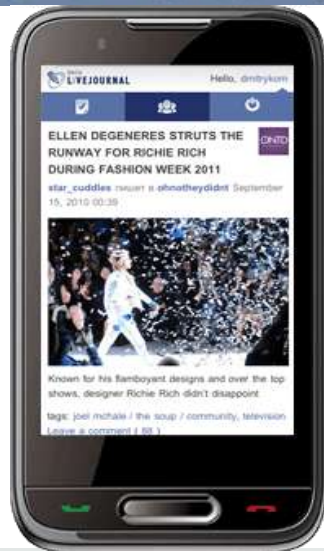 LIVEJOURNAL
Hello, dmitrykom
ELLEN DEGENERES STRUTS THE
RUNWAY FOR RICHIE RICH
DURING FASHION WEEK 2011
ONTD
star_cuddles пишет в ohnotheydidnt September
15, 2010 00:39
Known for his flamboyant designs and over the top
shows, designer Richie Rich didn't disappoint
tags: joel mchale / the soup / community, television
Leave a comment ( 88 )